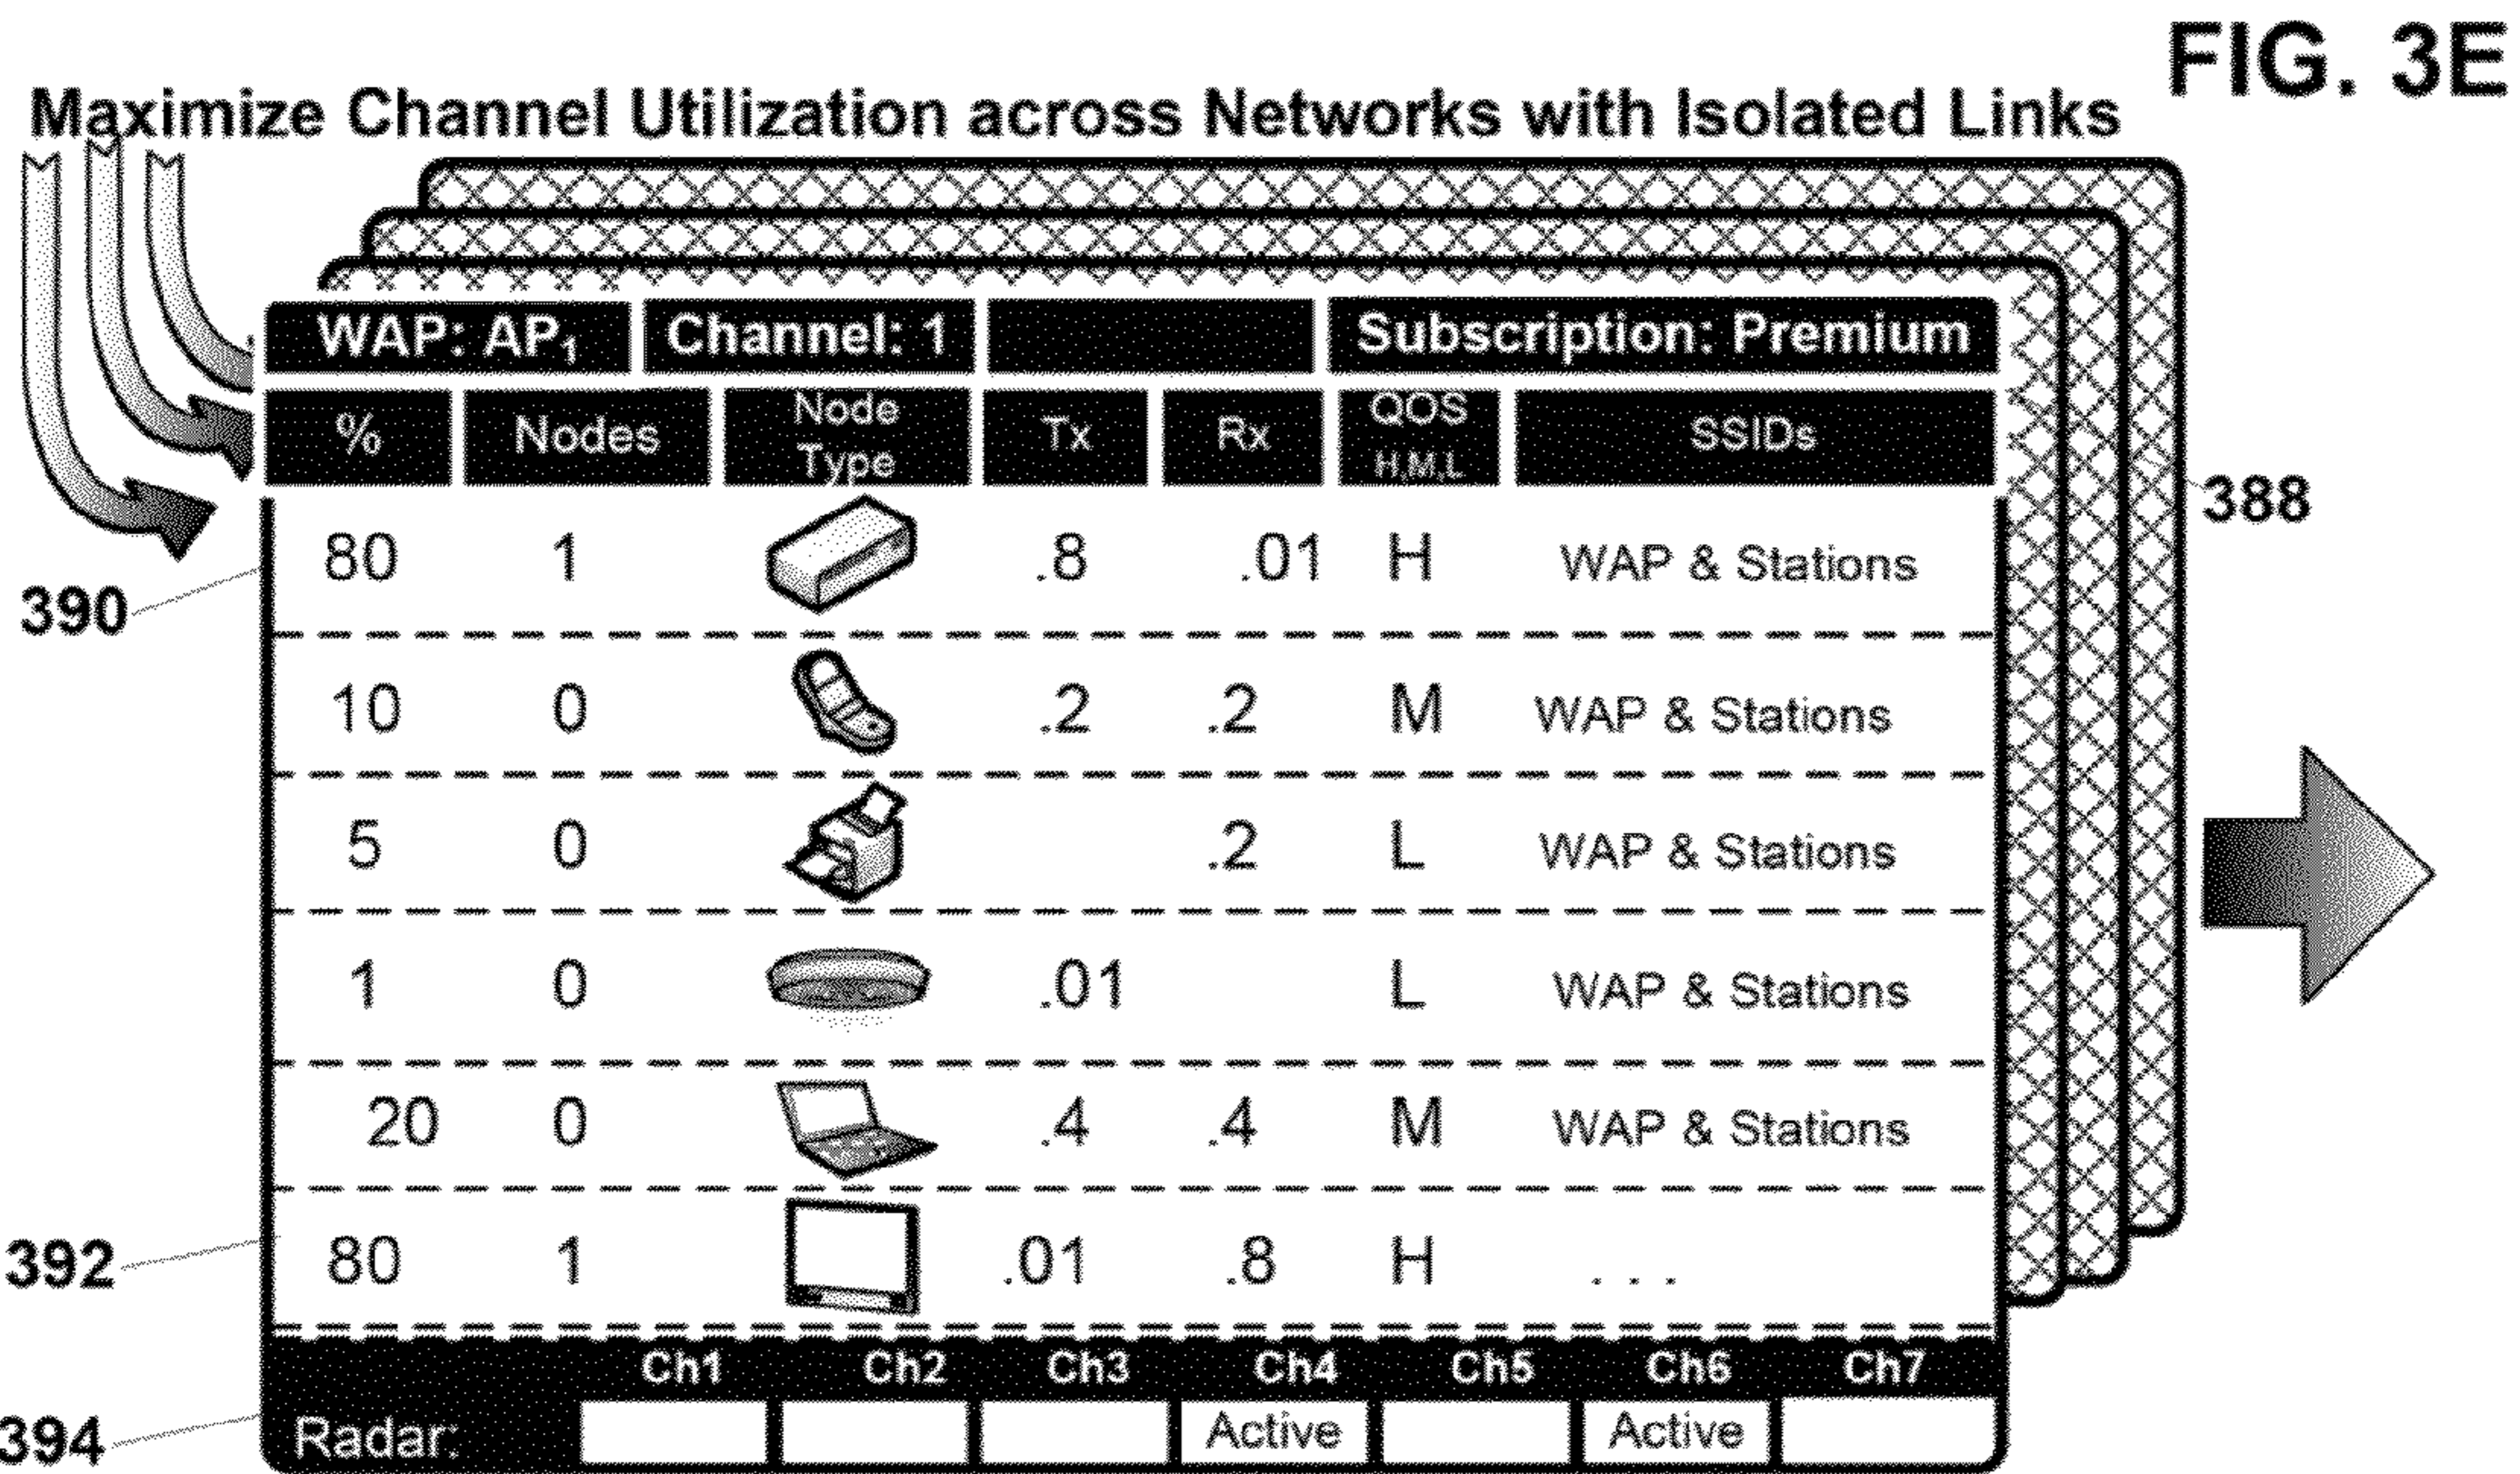 FIG. 3E
Maximize Channel Utilization across Networks with Isolated Links
WAP: AP₁ Channel: 1 Subscription: Premium
% Nodes Node Type Tx Rx QOS H,M,L SSIDs
388
80 1 .8 .01 H WAP & Stations
390
10 0 .2 .2 M WAP & Stations
5 0 .2 L WAP & Stations
1 0 .01 L WAP & Stations
20 0 .4 .4 M WAP & Stations
392 80 1 .01 .8 H . . .
Ch1 Ch2 Ch3 Ch4 Ch5 Ch6 Ch7
394 Radar: Active Active